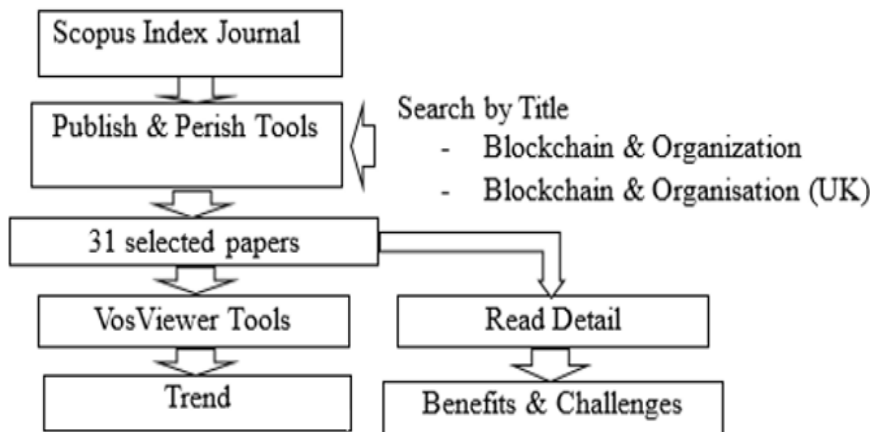 Scopus Index Journal
Publish & Perish Tools
Search by Title
- Blockchain & Organization
- Blockchain & Organisation (UK)
31 selected papers
VosViewer Tools
Read Detail
Trend
Benefits & Challenges